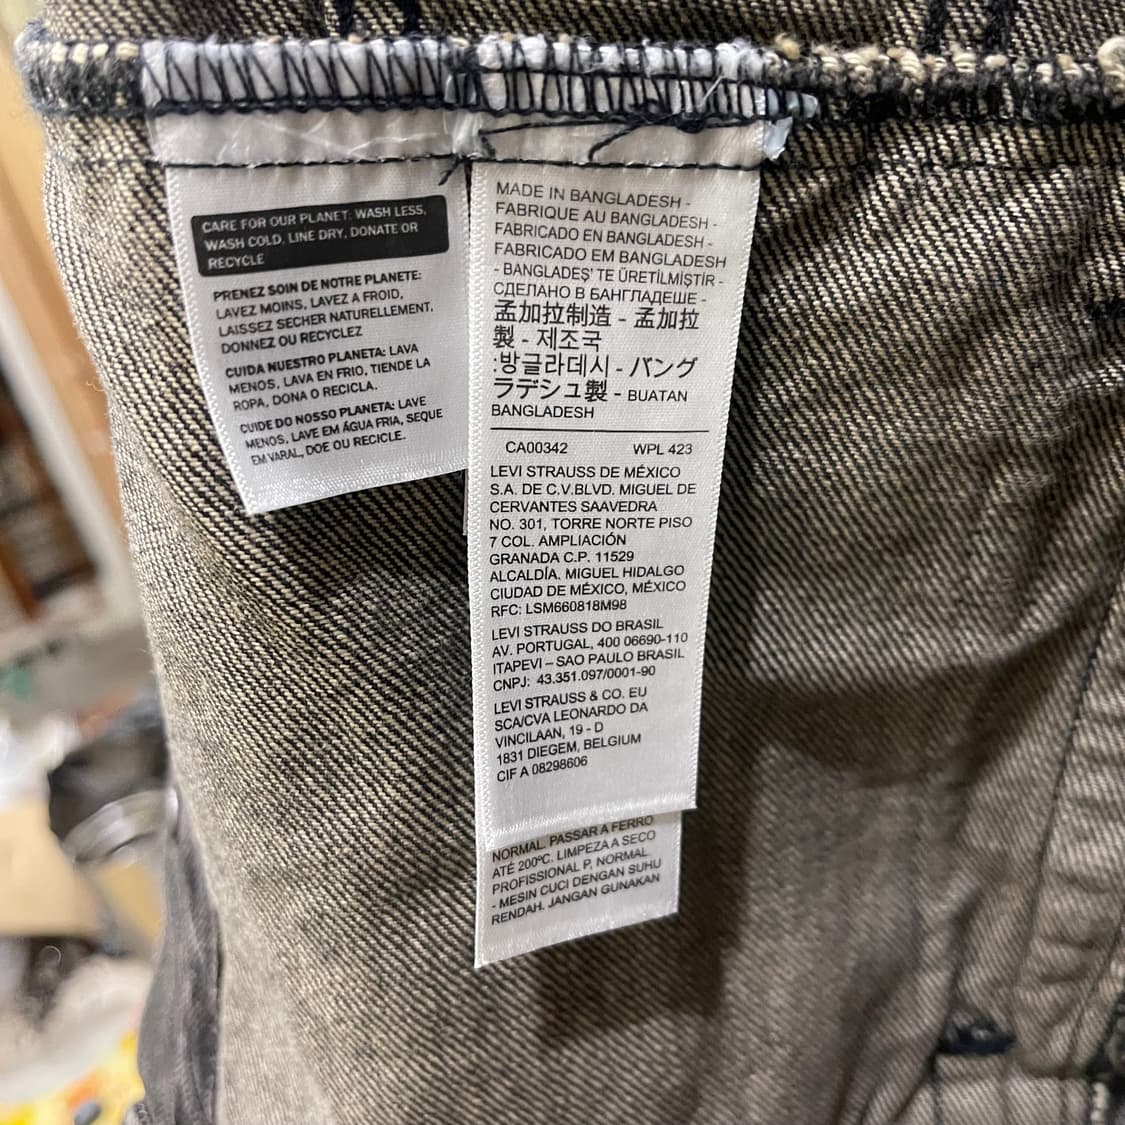 CARE FOR OUR PLANET: WASH LESS,
WASH COLD, LINE DRY, DONATE OR
RECYCLE
PRENEZ SOIN DE NOTRE PLANETE:
LAVEZ MOINS, LAVEZ A FROID,
LAISSEZ SECHER NATURELLEMENT,
DONNEZ OU RECYCLEZ
CUIDA NUESTRO PLANETA: LAVA
MENOS, LAVA EN FRIO, TIENDE LA
ROPA, DONA O RECICLA.
CUIDE DO NOSSO PLANETA: LAVE
MENOS, LAVE EM ÁGUA FRIA, SEQUE
EM VARAL, DOE OU RECICLE.
MADE IN BANGLADESH -
FABRIQUE AU BANGLADESH -
FABRICADO EN BANGLADESH -
FABRICADO EM BANGLADESH
- BANGLADEŞ' TE ÜRETİLMİŞTİR -
СДЕЛАНО В БАНГЛАДЕШЕ -
孟加拉制造 - 孟加拉
製 - 제조국
:방글라데시 - バング
ラデシュ製 - BUATAN
BANGLADESH
CA00342 WPL 423
LEVI STRAUSS DE MÉXICO
S.A. DE C.V.BLVD. MIGUEL DE
CERVANTES SAAVEDRA
NO. 301, TORRE NORTE PISO
7 COL. AMPLIACIÓN
GRANADA C.P. 11529
ALCALDÍA. MIGUEL HIDALGO
CIUDAD DE MÉXICO, MÉXICO
RFC: LSM660818M98
LEVI STRAUSS DO BRASIL
AV. PORTUGAL, 400 06690-110
ITAPEVI – SAO PAULO BRASIL
CNPJ: 43.351.097/0001-90
LEVI STRAUSS & CO. EU
SCA/CVA LEONARDO DA
VINCILAAN, 19 - D
1831 DIEGEM, BELGIUM
CIF A 08298606
NORMAL. PASSAR A FERRO
ATÉ 200ºC. LIMPEZA A SECO
PROFISSIONAL P, NORMAL.
- MESIN CUCI DENGAN SUHU
RENDAH. JANGAN GUNAKAN